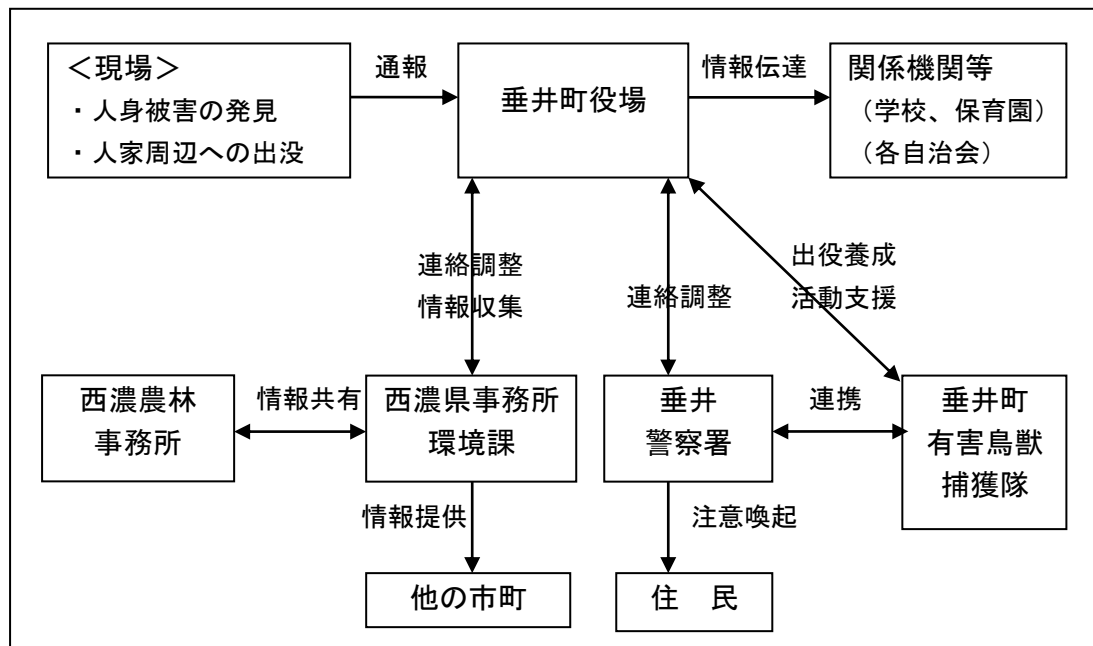 ＜現場＞
・人身被害の発見
・人家周辺への出没
通報
垂井町役場
情報伝達
関係機関等
（学校、保育園）
（各自治会）
連絡調整
情報収集
連絡調整
出役養成
活動支援
西濃農林
事務所
情報共有
西濃県事務所
環境課
垂井
警察署
連携
垂井町
有害鳥獣
捕獲隊
情報提供
注意喚起
他の市町
住　民